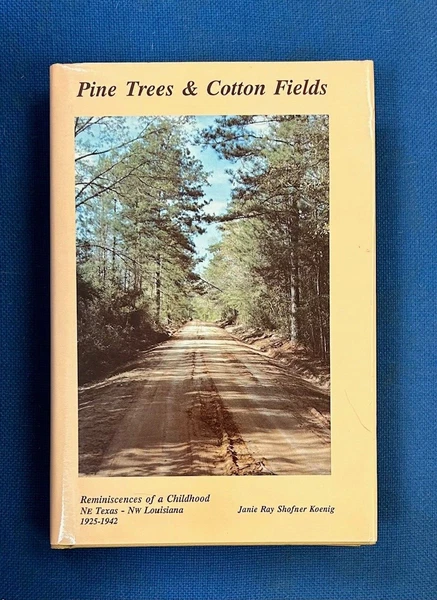 Pine Trees & Cotton Fields
Reminiscences of a Childhood
NE Texas - NW Louisiana
1925-1942
Janie Ray Shofner Koenig